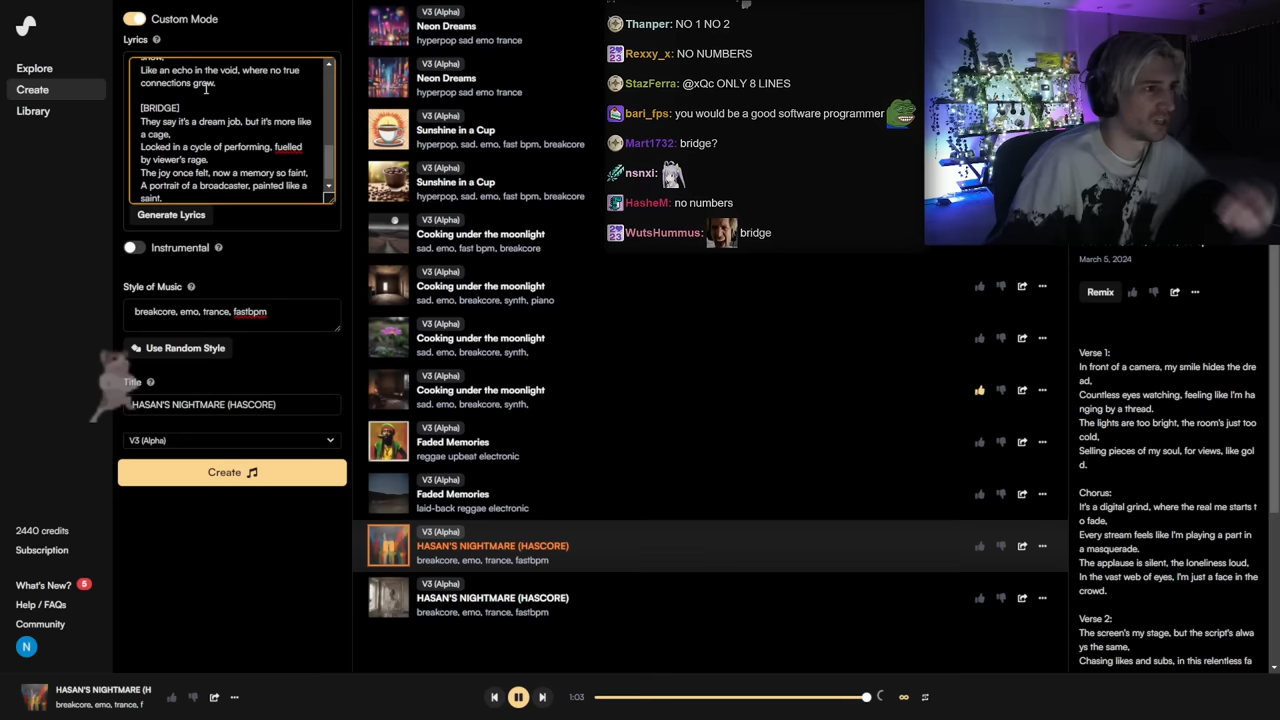 Custom Mode
Lyrics
Like an echo in the void, where no true
connections grow.
[BRIDGE]
They say it's a dream job, but it's more like
a cage,
Locked in a cycle of performing, fuelled
by viewer's rage.
The joy once felt, now a memory so faint,
A portrait of a broadcaster, painted like a
saint.
Generate Lyrics
Instrumental
Style of Music
breakcore, emo, trance, fastbpm
Use Random Style
Title
HASAN'S NIGHTMARE (HASCORE)
V3 (Alpha)
Create
Explore
Create
Library
2440 credits
Subscription
What's New? 5
Help / FAQs
Community
N
V3 (Alpha)
Neon Dreams
hyperpop sad emo trance
V3 (Alpha)
Neon Dreams
hyperpop sad emo trance
V3 (Alpha)
Sunshine in a Cup
hyperpop, sad, emo, fast bpm, breakcore
V3 (Alpha)
Sunshine in a Cup
hyperpop, sad, emo, fast bpm, breakcore
V3 (Alpha)
Cooking under the moonlight
sad, emo, fast bpm, breakcore
V3 (Alpha)
Cooking under the moonlight
sad, emo, breakcore, synth, piano
V3 (Alpha)
Cooking under the moonlight
sad, emo, breakcore, synth,
V3 (Alpha)
Cooking under the moonlight
sad, emo, breakcore, synth,
V3 (Alpha)
Faded Memories
reggae upbeat electronic
V3 (Alpha)
Faded Memories
laid-back reggae electronic
V3 (Alpha)
HASAN'S NIGHTMARE (HASCORE)
breakcore, emo, trance, fastbpm
V3 (Alpha)
HASAN'S NIGHTMARE (HASCORE)
breakcore, emo, trance, fastbpm
Thanper: NO 1 NO 2
Rexxy_x: NO NUMBERS
StazFerra: @xQc ONLY 8 LINES
bari_fps: you would be a good software programmer
Mart1732: bridge?
nsnxi:
HasheM: no numbers
WutsHummus: bridge
March 5, 2024
Remix
Verse 1:
In front of a camera, my smile hides the dre
ad,
Countless eyes watching, feeling like I'm ha
nging by a thread.
The lights are too bright, the room's just too
cold,
Selling pieces of my soul, for views, like gol
d.
Chorus:
It's a digital grind, where the real me starts t
o fade,
Every stream feels like I'm playing a part in
a masquerade.
The applause is silent, the loneliness loud,
In the vast web of eyes, I'm just a face in the
crowd.
Verse 2:
The screen's my stage, but the script's alwa
ys the same,
Chasing likes and subs, in this relentless fa
HASAN'S NIGHTMARE (H
breakcore, emo, trance, f
1:03